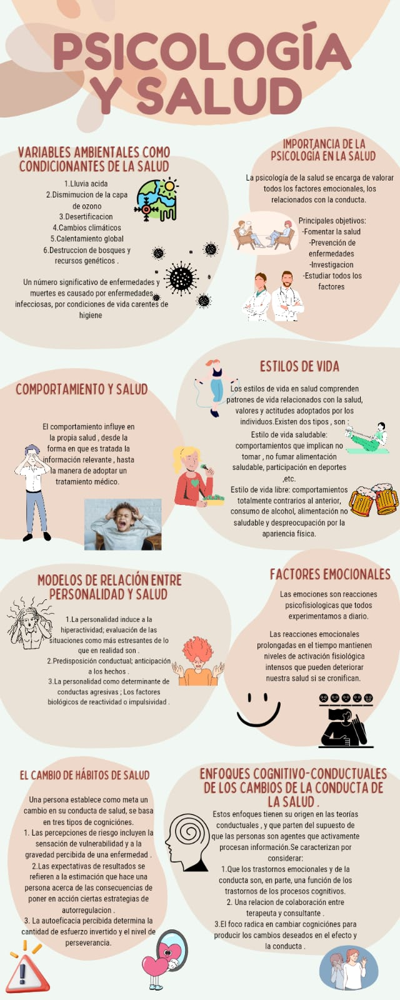 PSICOLOGÍA
Y SALUD
VARIABLES AMBIENTALES COMO
CONDICIONANTES DE LA SALUD
1.Lluvia acida
2.Dismimucion de la capa
de ozono
3.Desertificacion
4.Cambios climáticos
5.Calentamiento global
6.Destruccion de bosques y
recursos genéticos .
Un número significativo de enfermedades y
muertes es causado por enfermedades
infecciosas, por condiciones de vida carentes de
higiene
IMPORTANCIA DE LA
PSICOLOGÍA EN LA SALUD
La psicología de la salud se encarga de valorar
todos los factores emocionales, los
relacionados con la conducta.
Principales objetivos:
-Fomentar la salud
-Prevención de
enfermedades
-Investigacion
-Estudiar todos los
factores
COMPORTAMIENTO Y SALUD
El comportamiento influye en
la propia salud , desde la
forma en que es tratada la
información relevante , hasta
la manera de adoptar un
tratamiento médico.
ESTILOS DE VIDA
Los estilos de vida en salud comprenden
patrones de vida relacionados con la salud,
valores y actitudes adoptados por los
individuos.Existen dos tipos , son :
Estilo de vida saludable:
comportamientos que implican no
tomar , no fumar alimentación
saludable, participación en deportes
,etc.
Estilo de vida libre: comportamientos
totalmente contrarios al anterior,
consumo de alcohol, alimentación no
saludable y despreocupación por la
apariencia física.
MODELOS DE RELACIÓN ENTRE
PERSONALIDAD Y SALUD
1.La personalidad induce a la
hiperactividad; evaluación de las
situaciones como más estresantes de lo
que en realidad son .
2.Predisposición conductual; anticipación
a los hechos .
3.La personalidad como determinante de
conductas agresivas ; Los factores
biológicos de reactividad o impulsividad .
FACTORES EMOCIONALES
Las emociones son reacciones
psicofisiologicas que todos
experimentamos a diario.
Las reacciones emocionales
prolongadas en el tiempo mantienen
niveles de activación fisiológica
intensos que pueden deteriorar
nuestra salud si se cronifican.
EL CAMBIO DE HÁBITOS DE SALUD
Una persona establece como meta un
cambio en su conducta de salud, se basa
en tres tipos de cogniciónes.
1. Las percepciones de riesgo incluyen la
sensación de vulnerabilidad y a la
gravedad percibida de una enfermedad .
2.Las expectativas de resultados se
refieren a la estimación que hace una
persona acerca de las consecuencias de
poner en acción ciertas estrategias de
autorregulacion .
3. La autoeficacia percibida determina la
cantidad de esfuerzo invertido y el nivel de
perseverancia.
ENFOQUES COGNITIVO-CONDUCTUALES
DE LOS CAMBIOS DE LA CONDUCTA DE
LA SALUD .
Estos enfoques tienen su origen en las teorías
conductuales , y que parten del supuesto de
que las personas son agentes que activamente
procesan información.Se caracterizan por
considerar:
1.Que los trastornos emocionales y de la
conducta son, en parte, una función de los
trastornos de los procesos cognitivos.
2. Una relacion de colaboración entre
terapeuta y consultante .
3.El foco radica en cambiar cogniciónes para
producir los cambios deseados en el efecto y
la conducta .